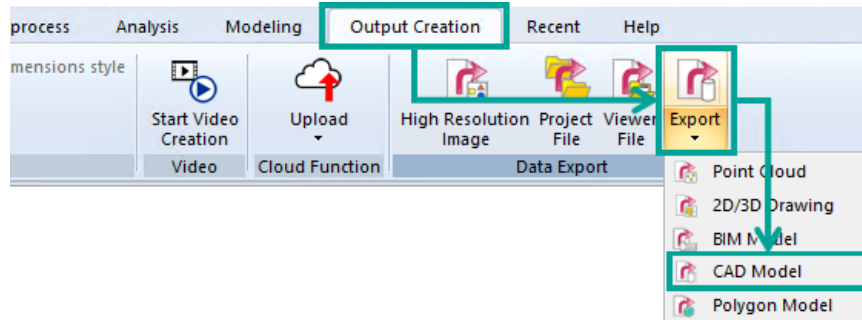 process Analysis Modeling Output Creation Recent Help
mensions style
Start Video Creation
Upload
High Resolution Image
Project File
Viewer File
Export
Video Cloud Function Data Export
Point Cloud
2D/3D Drawing
BIM Model
CAD Model
Polygon Model